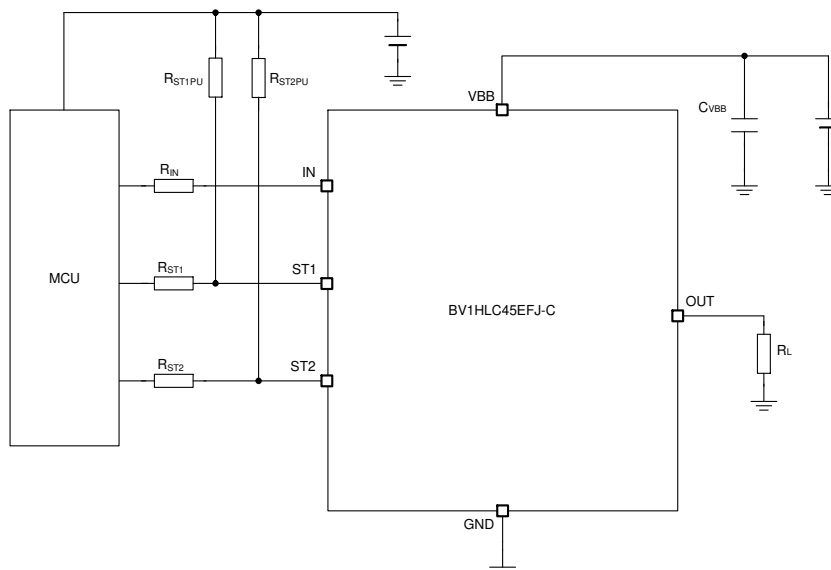 RST1PU
RST2PU
VBB
CVBB
RIN
IN
MCU
RST1
ST1
BV1HLC45EFJ-C
OUT
RL
RST2
ST2
GND